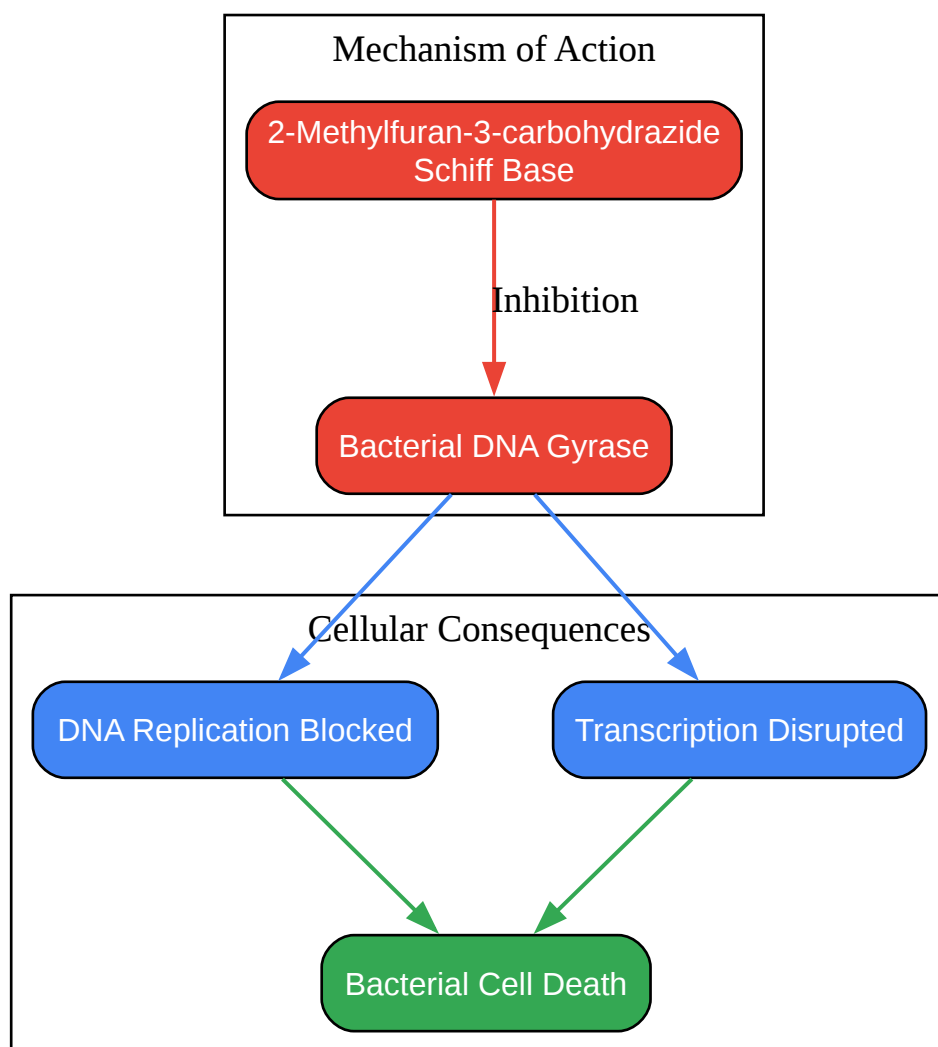 Mechanism of Action
2-Methylfuran-3-carbohydrazide
Schiff Base
Inhibition
Bacterial DNA Gyrase
Cellular Consequences
DNA Replication Blocked
Transcription Disrupted
Bacterial Cell Death